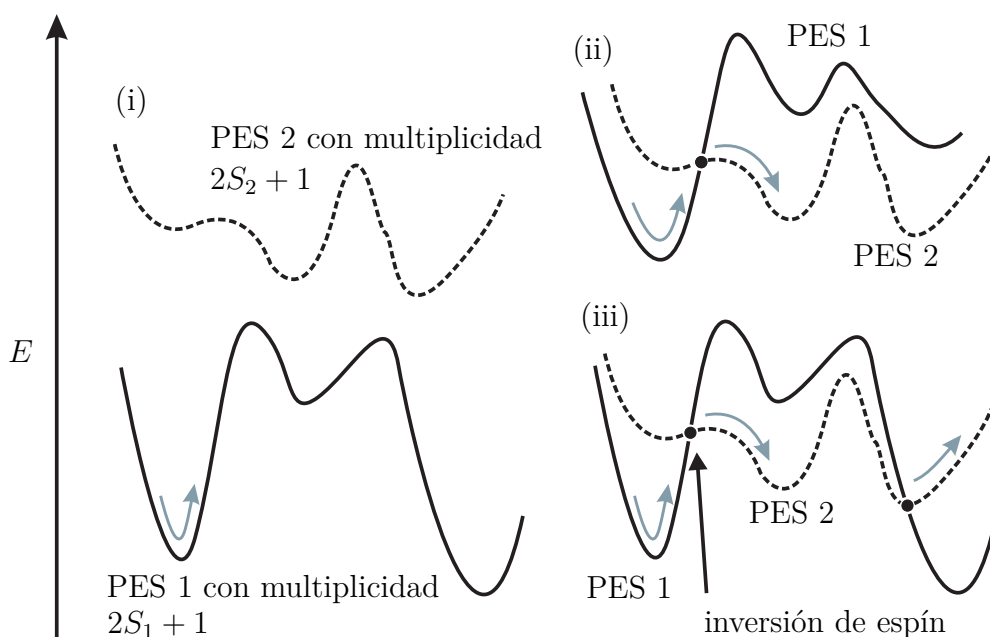 (i)
PES 2 con multiplicidad
2S₂ + 1
E
PES 1 con multiplicidad
2S₁ + 1
(ii)
PES 1
PES 2
(iii)
PES 2
PES 1
inversión de espín